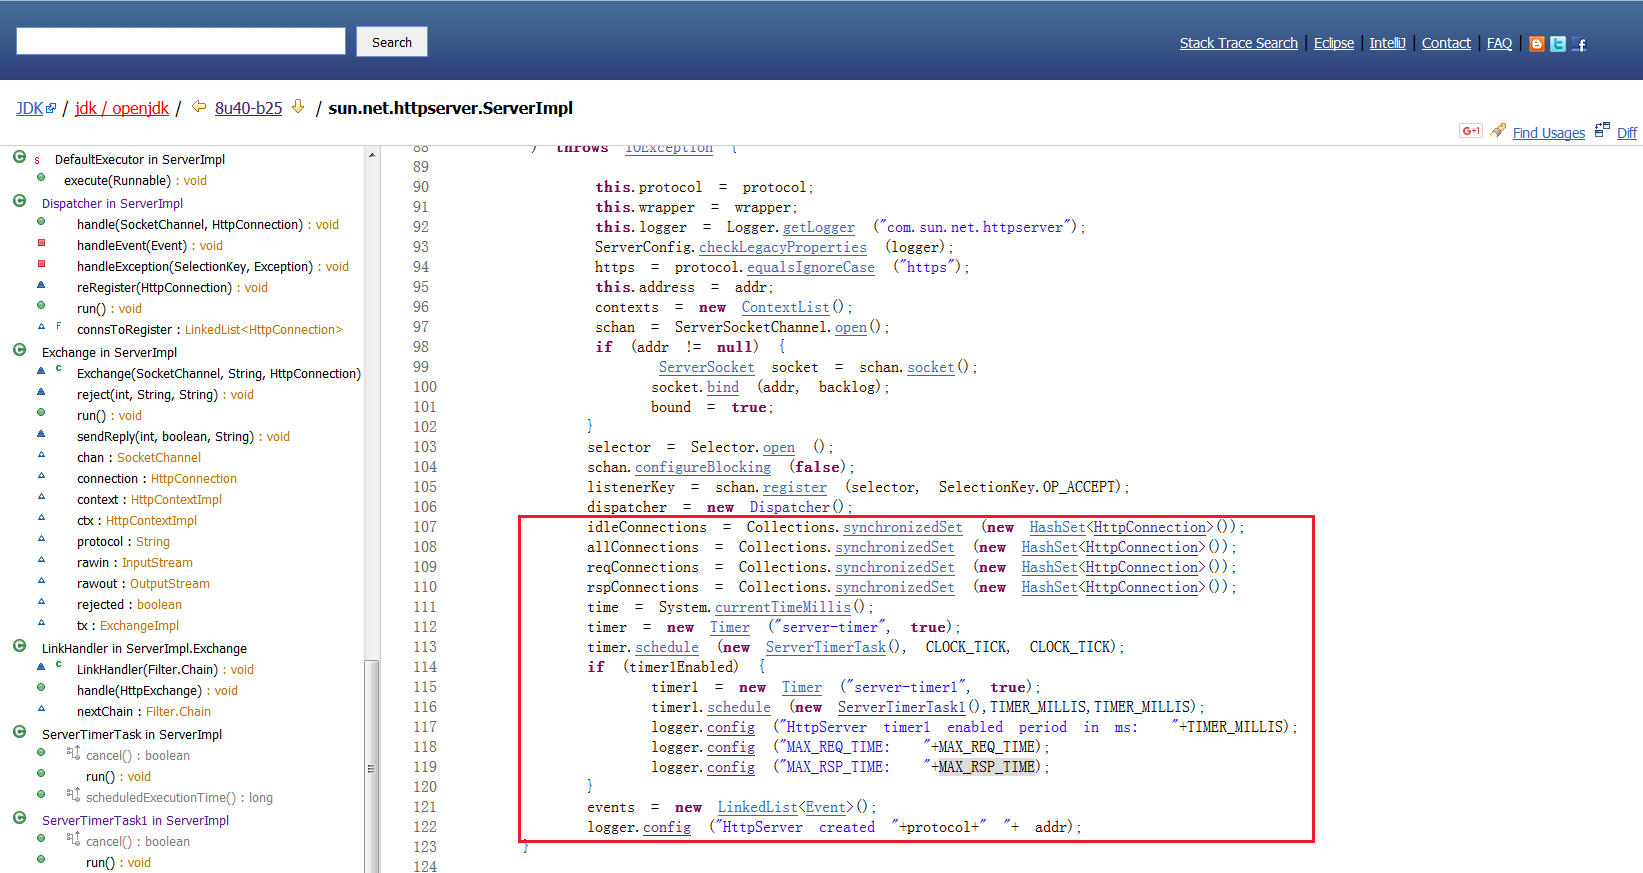 Search
Stack Trace Search | Eclipse | IntelliJ | Contact | FAQ |
JDK / jdk / openjdk / 8u40-b25 / sun.net.httpserver.ServerImpl
G+1 Find Usages Diff
DefaultExecutor in ServerImpl
execute(Runnable) : void
Dispatcher in ServerImpl
handle(SocketChannel, HttpConnection) : void
handleEvent(Event) : void
handleException(SelectionKey, Exception) : void
reRegister(HttpConnection) : void
run() : void
connsToRegister : LinkedList<HttpConnection>
Exchange in ServerImpl
Exchange(SocketChannel, String, HttpConnection)
reject(int, String, String) : void
run() : void
sendReply(int, boolean, String) : void
chan : SocketChannel
connection : HttpConnection
context : HttpContextImpl
ctx : HttpContextImpl
protocol : String
rawin : InputStream
rawout : OutputStream
rejected : boolean
tx : ExchangeImpl
LinkHandler in ServerImpl.Exchange
LinkHandler(Filter.Chain) : void
handle(HttpExchange) : void
nextChain : Filter.Chain
ServerTimerTask in ServerImpl
cancel() : boolean
run() : void
scheduledExecutionTime() : long
ServerTimerTask1 in ServerImpl
cancel() : boolean
run() : void
88 ) throws IOException {
89
90 this.protocol = protocol;
91 this.wrapper = wrapper;
92 this.logger = Logger.getLogger ("com.sun.net.httpserver");
93 ServerConfig.checkLegacyProperties (logger);
94 https = protocol.equalsIgnoreCase ("https");
95 this.address = addr;
96 contexts = new ContextList();
97 schan = ServerSocketChannel.open();
98 if (addr != null) {
99 ServerSocket socket = schan.socket();
100 socket.bind (addr, backlog);
101 bound = true;
102 }
103 selector = Selector.open ();
104 schan.configureBlocking (false);
105 listenerKey = schan.register (selector, SelectionKey.OP_ACCEPT);
106 dispatcher = new Dispatcher();
107 idleConnections = Collections.synchronizedSet (new HashSet<HttpConnection>());
108 allConnections = Collections.synchronizedSet (new HashSet<HttpConnection>());
109 reqConnections = Collections.synchronizedSet (new HashSet<HttpConnection>());
110 rspConnections = Collections.synchronizedSet (new HashSet<HttpConnection>());
111 time = System.currentTimeMillis();
112 timer = new Timer ("server-timer", true);
113 timer.schedule (new ServerTimerTask(), CLOCK_TICK, CLOCK_TICK);
114 if (timer1Enabled) {
115 timer1 = new Timer ("server-timer1", true);
116 timer1.schedule (new ServerTimerTask1(),TIMER_MILLIS,TIMER_MILLIS);
117 logger.config ("HttpServer timer1 enabled period in ms: "+TIMER_MILLIS);
118 logger.config ("MAX_REQ_TIME: "+MAX_REQ_TIME);
119 logger.config ("MAX_RSP_TIME: "+MAX_RSP_TIME);
120 }
121 events = new LinkedList<Event>();
122 logger.config ("HttpServer created "+protocol+" "+ addr);
123 }
124